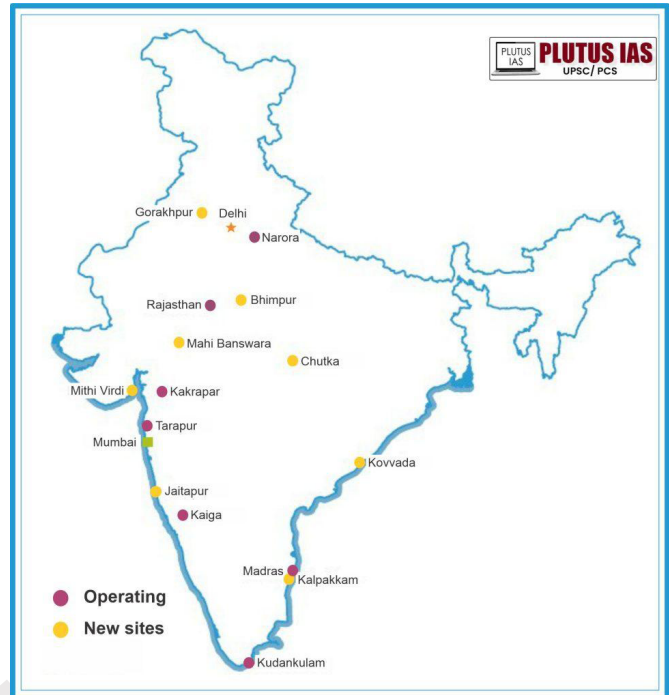 PLUTUS
IAS
PLUTUS IAS
UPSC/ PCS
Gorakhpur
Delhi
Narora
Rajasthan
Bhimpur
Mahi Banswara
Chutka
Mithi Virdi
Kakrapar
Tarapur
Mumbai
Kovvada
Jaitapur
Kaiga
Madras
Kalpakkam
Operating
New sites
Kudankulam